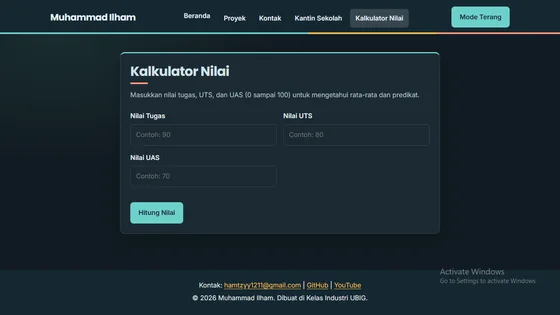 Muhammad Ilham
Beranda Proyek Kontak Kantin Sekolah Kalkulator Nilai
Mode Terang
Kalkulator Nilai
Masukkan nilai tugas, UTS, dan UAS (0 sampai 100) untuk mengetahui rata-rata dan predikat.
Nilai Tugas Nilai UTS
Contoh: 90 Contoh: 80
Nilai UAS
Contoh: 70
Hitung Nilai
Activate Windows
Go to Settings to activate Windows.
Kontak: hamtzyy1211@gmail.com | GitHub | YouTube
© 2026 Muhammad Ilham. Dibuat di Kelas Industri UBIG.